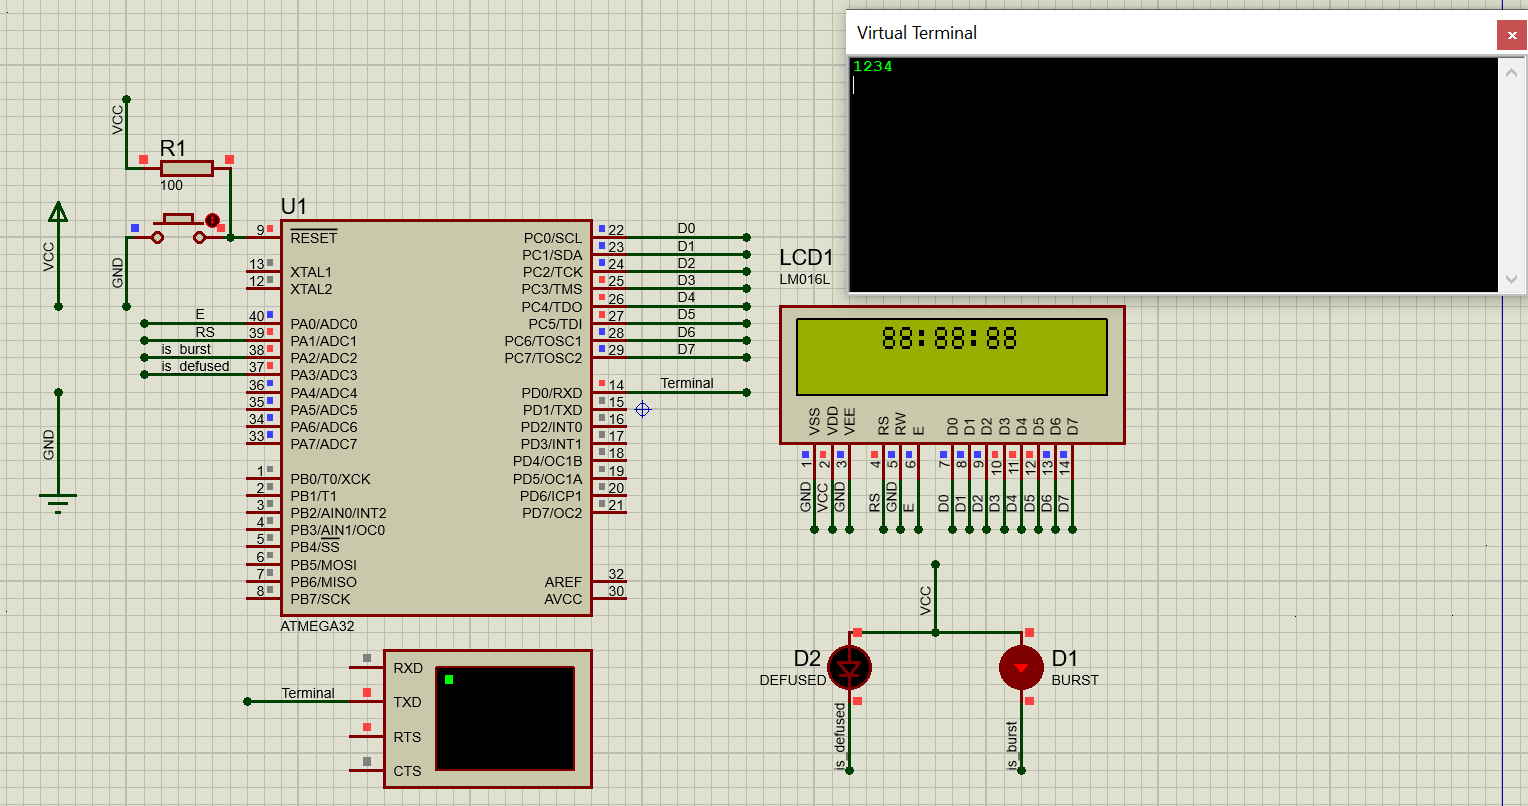 Virtual Terminal
1234
VCC
R1
100
VCC
GND
U1
9
RESET
13
XTAL1
12
XTAL2
E
40
PA0/ADC0
RS
39
PA1/ADC1
is_burst
38
PA2/ADC2
is_defused
37
PA3/ADC3
36
PA4/ADC4
35
PA5/ADC5
34
PA6/ADC6
33
PA7/ADC7
1
PB0/T0/XCK
2
PB1/T1
3
PB2/AIN0/INT2
4
PB3/AIN1/OC0
5
PB4/SS
6
PB5/MOSI
7
PB6/MISO
8
PB7/SCK
PC0/SCL
22
D0
PC1/SDA
23
D1
PC2/TCK
24
D2
PC3/TMS
25
D3
PC4/TDO
26
D4
PC5/TDI
27
D5
PC6/TOSC1
28
D6
PC7/TOSC2
29
D7
PD0/RXD
14
Terminal
PD1/TXD
15
PD2/INT0
16
PD3/INT1
17
PD4/OC1B
18
PD5/OC1A
19
PD6/ICP1
20
PD7/OC2
21
AREF
32
AVCC
30
ATMEGA32
GND
LCD1
LM016L
88:88:88
VSS VDD VEE RS RW E D0 D1 D2 D3 D4 D5 D6 D7
1 2 3 4 5 6 7 8 9 10 11 12 13 14
GND VCC GND RS GND E D0 D1 D2 D3 D4 D5 D6 D7
RXD
Terminal
TXD
RTS
CTS
VCC
D2
DEFUSED
D1
BURST
is_defused
is_burst